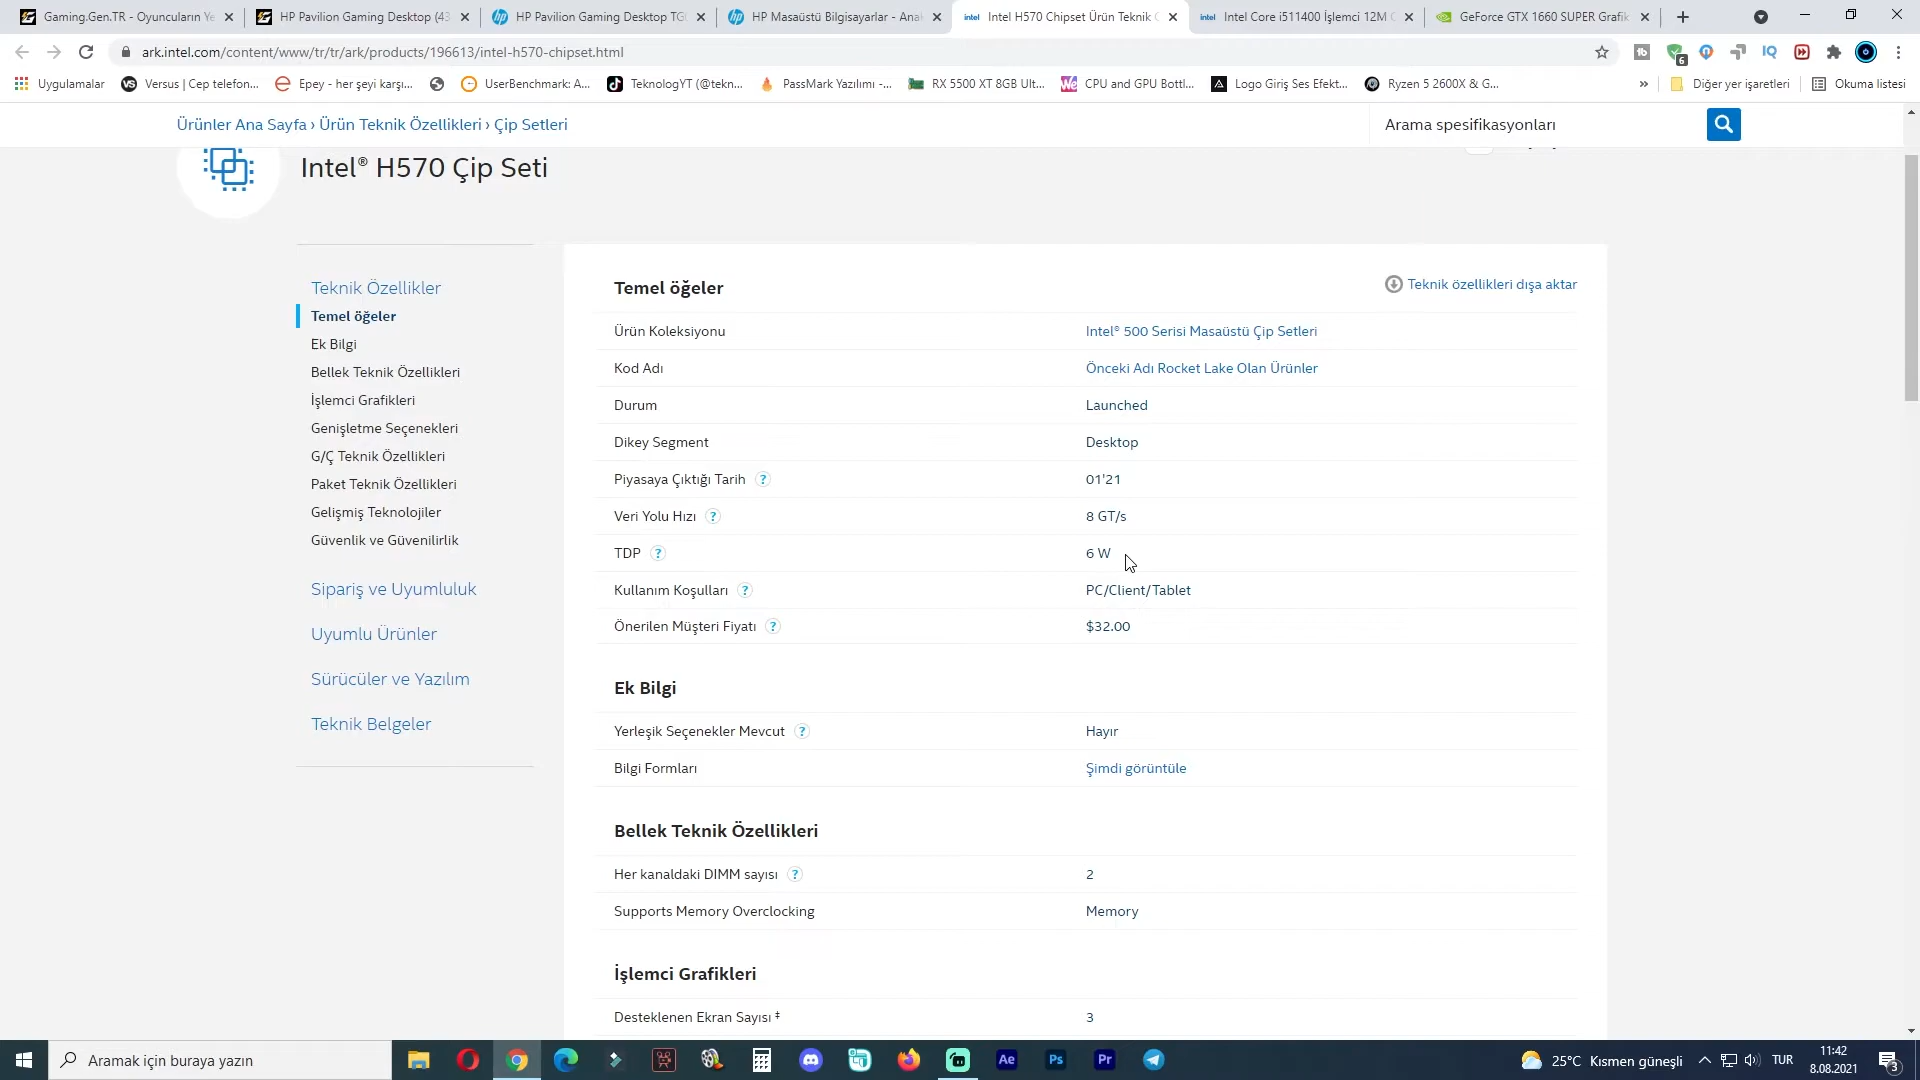 Gaming.Gen.TR - Oyuncuların Ye
HP Pavilion Gaming Desktop (43
HP Pavilion Gaming Desktop TG
HP Masaüstü Bilgisayarlar - Ana
Intel H570 Chipset Ürün Teknik
Intel Core i511400 İşlemci 12M
GeForce GTX 1660 SUPER Grafik
ark.intel.com/content/www/tr/tr/ark/products/196613/intel-h570-chipset.html
Uygulamalar
Versus | Cep telefon...
Epey - her şeyi karşı...
UserBenchmark: A...
TeknologYT (@tekn...
PassMark Yazılımı -...
RX 5500 XT 8GB Ult...
CPU and GPU Bottl...
Logo Giriş Ses Efekt...
Ryzen 5 2600X & G...
»
Diğer yer işaretleri
Okuma listesi
Ürünler Ana Sayfa › Ürün Teknik Özellikleri › Çip Setleri
Arama spesifikasyonları
Intel® H570 Çip Seti
Teknik Özellikler
Temel öğeler
Ek Bilgi
Bellek Teknik Özellikleri
İşlemci Grafikleri
Genişletme Seçenekleri
G/Ç Teknik Özellikleri
Paket Teknik Özellikleri
Gelişmiş Teknolojiler
Güvenlik ve Güvenilirlik
Sipariş ve Uyumluluk
Uyumlu Ürünler
Sürücüler ve Yazılım
Teknik Belgeler
Temel öğeler
Teknik özellikleri dışa aktar
Ürün Koleksiyonu Intel® 500 Serisi Masaüstü Çip Setleri
Kod Adı Önceki Adı Rocket Lake Olan Ürünler
Durum Launched
Dikey Segment Desktop
Piyasaya Çıktığı Tarih ? 01'21
Veri Yolu Hızı ? 8 GT/s
TDP ? 6 W
Kullanım Koşulları ? PC/Client/Tablet
Önerilen Müşteri Fiyatı ? $32.00
Ek Bilgi
Yerleşik Seçenekler Mevcut ? Hayır
Bilgi Formları Şimdi görüntüle
Bellek Teknik Özellikleri
Her kanaldaki DIMM sayısı ? 2
Supports Memory Overclocking Memory
İşlemci Grafikleri
Desteklenen Ekran Sayısı ‡ 3
Aramak için buraya yazın
25°C Kısmen güneşli
TUR
11:42
8.08.2021
3